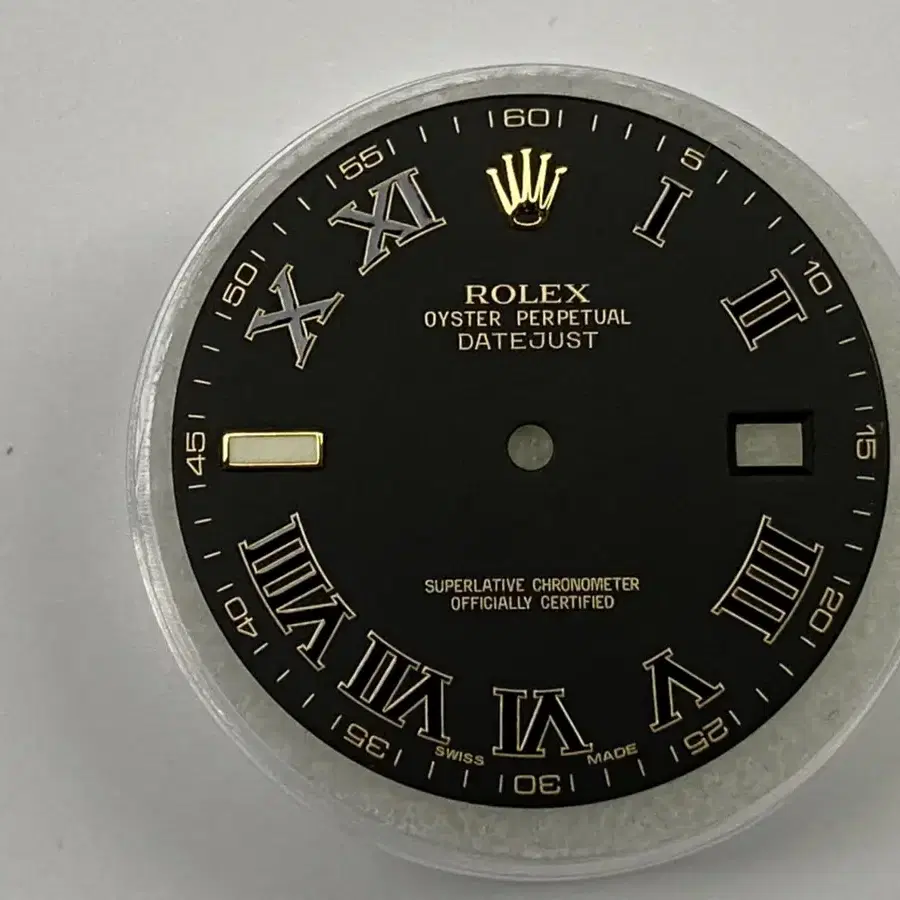 60
5
10
15
20
25
30
35
40
45
50
55
I
II
IIII
V
VI
VII
VIII
X
XI
ROLEX
OYSTER PERPETUAL
DATEJUST
SUPERLATIVE CHRONOMETER
OFFICIALLY CERTIFIED
SWISS MADE